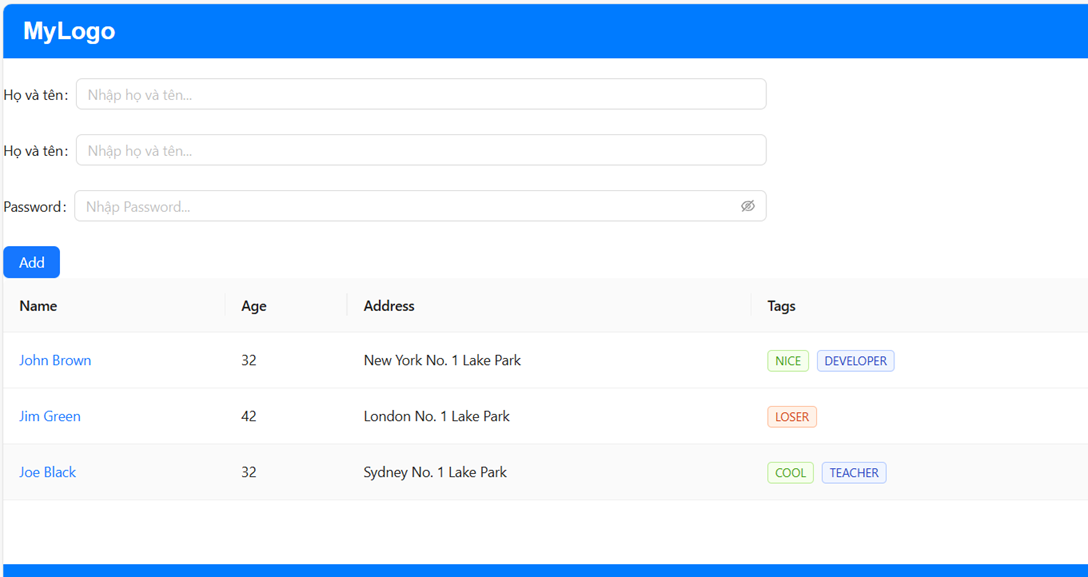 MyLogo
Họ và tên: Nhập họ và tên...
Họ và tên: Nhập họ và tên...
Password: Nhập Password...
Add
Name Age Address Tags
John Brown 32 New York No. 1 Lake Park NICE DEVELOPER
Jim Green 42 London No. 1 Lake Park LOSER
Joe Black 32 Sydney No. 1 Lake Park COOL TEACHER